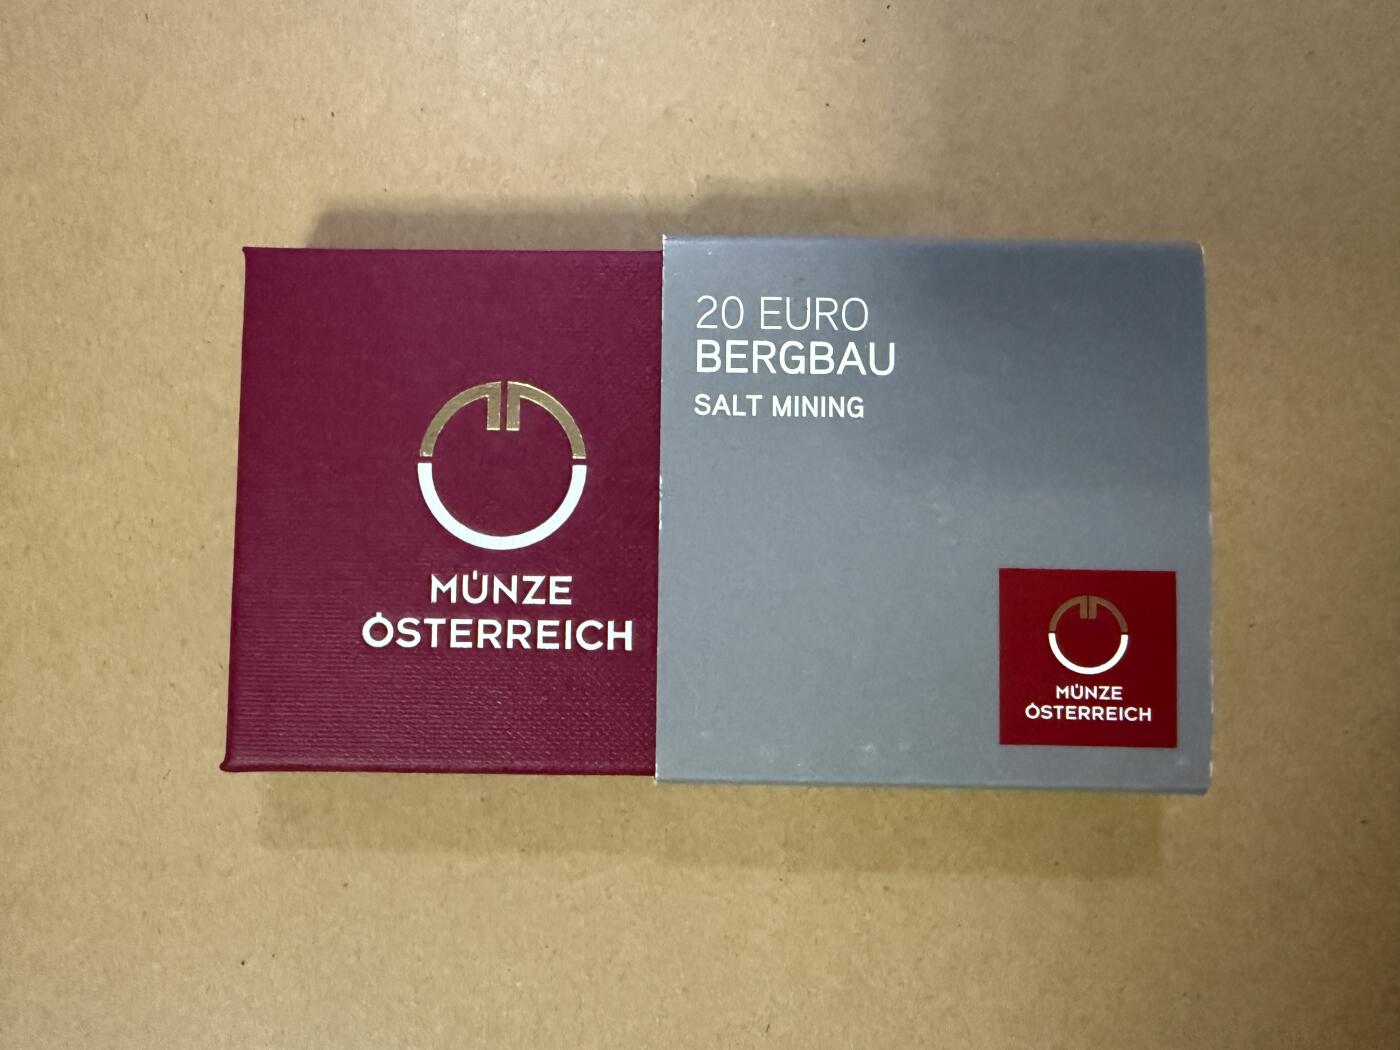 MÜNZE
ÖSTERREICH
20 EURO
BERGBAU
SALT MINING
MÜNZE
ÖSTERREICH